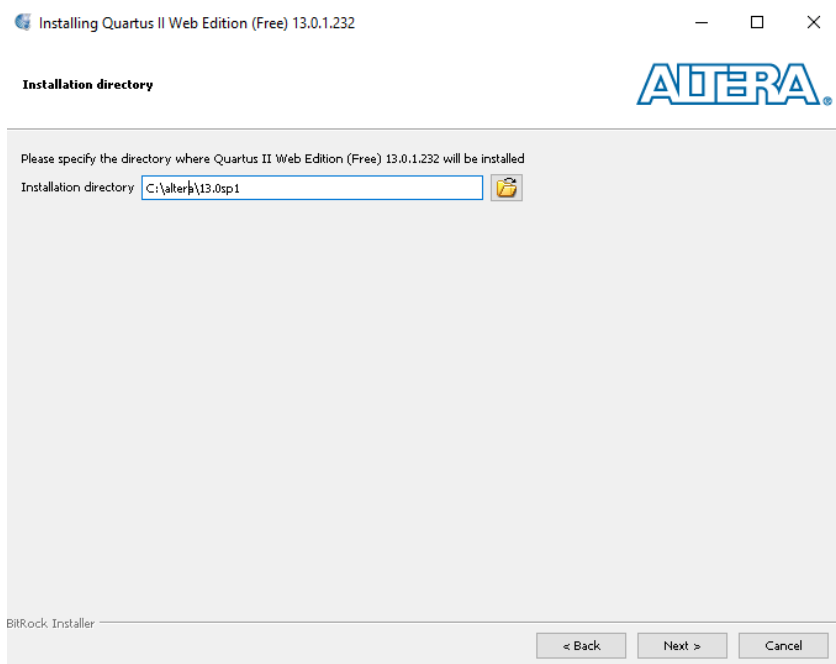 Installing Quartus II Web Edition (Free) 13.0.1.232
Installation directory
ALTERA®
Please specify the directory where Quartus II Web Edition (Free) 13.0.1.232 will be installed
Installation directory C:\altera\13.0sp1
BitRock Installer
< Back Next > Cancel